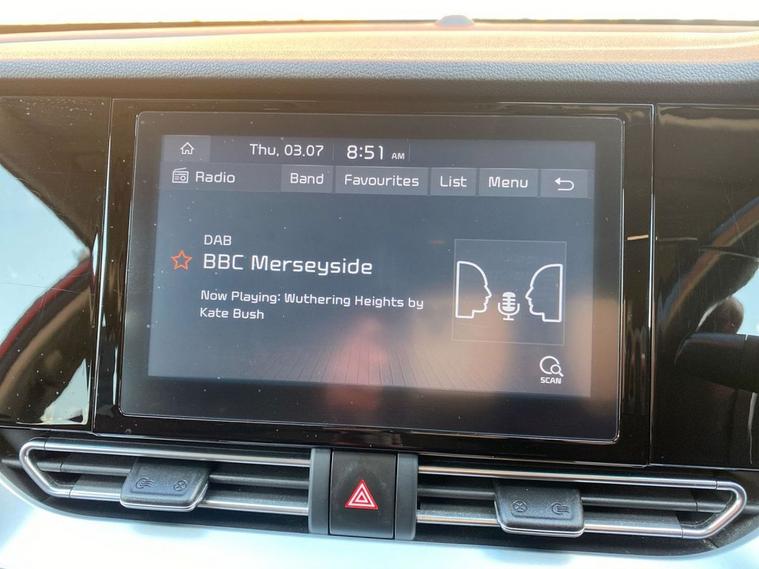 Thu, 03.07 8:51 AM
Radio Band Favourites List Menu
DAB
BBC Merseyside
Now Playing: Wuthering Heights by
Kate Bush
SCAN